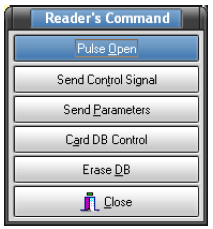 Reader's Command
Pulse Open
Send Control Signal
Send Parameters
Card DB Control
Erase DB
Close